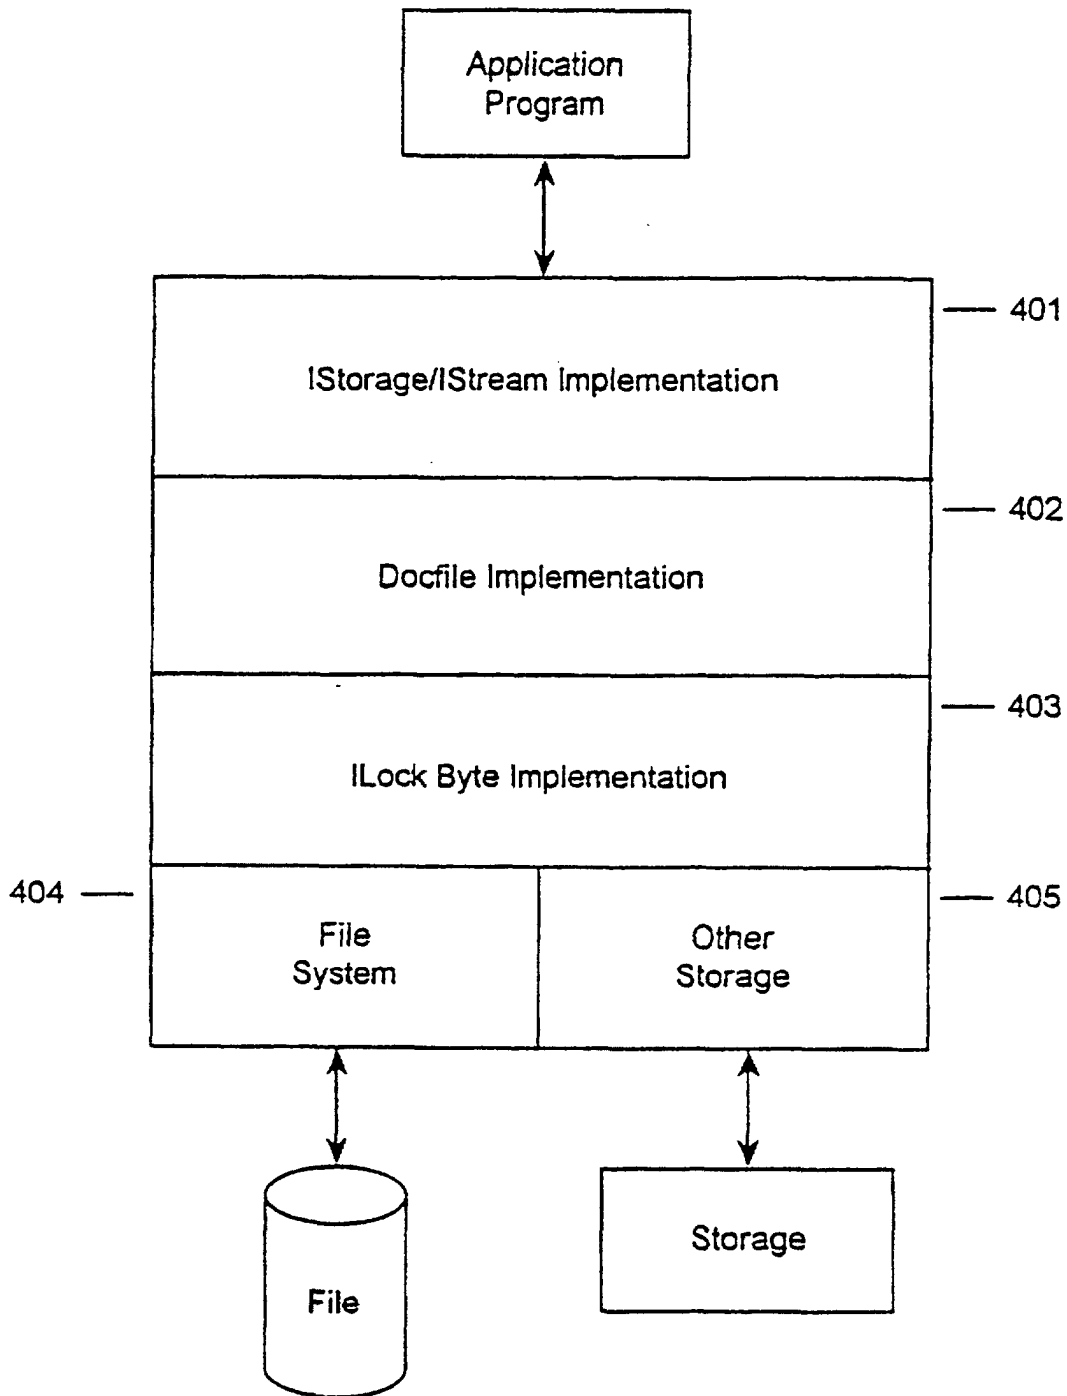 Application
Program
401
IStorage/IStream Implementation
402
Docfile Implementation
403
ILock Byte Implementation
404
405
File
System
Other
Storage
File
Storage